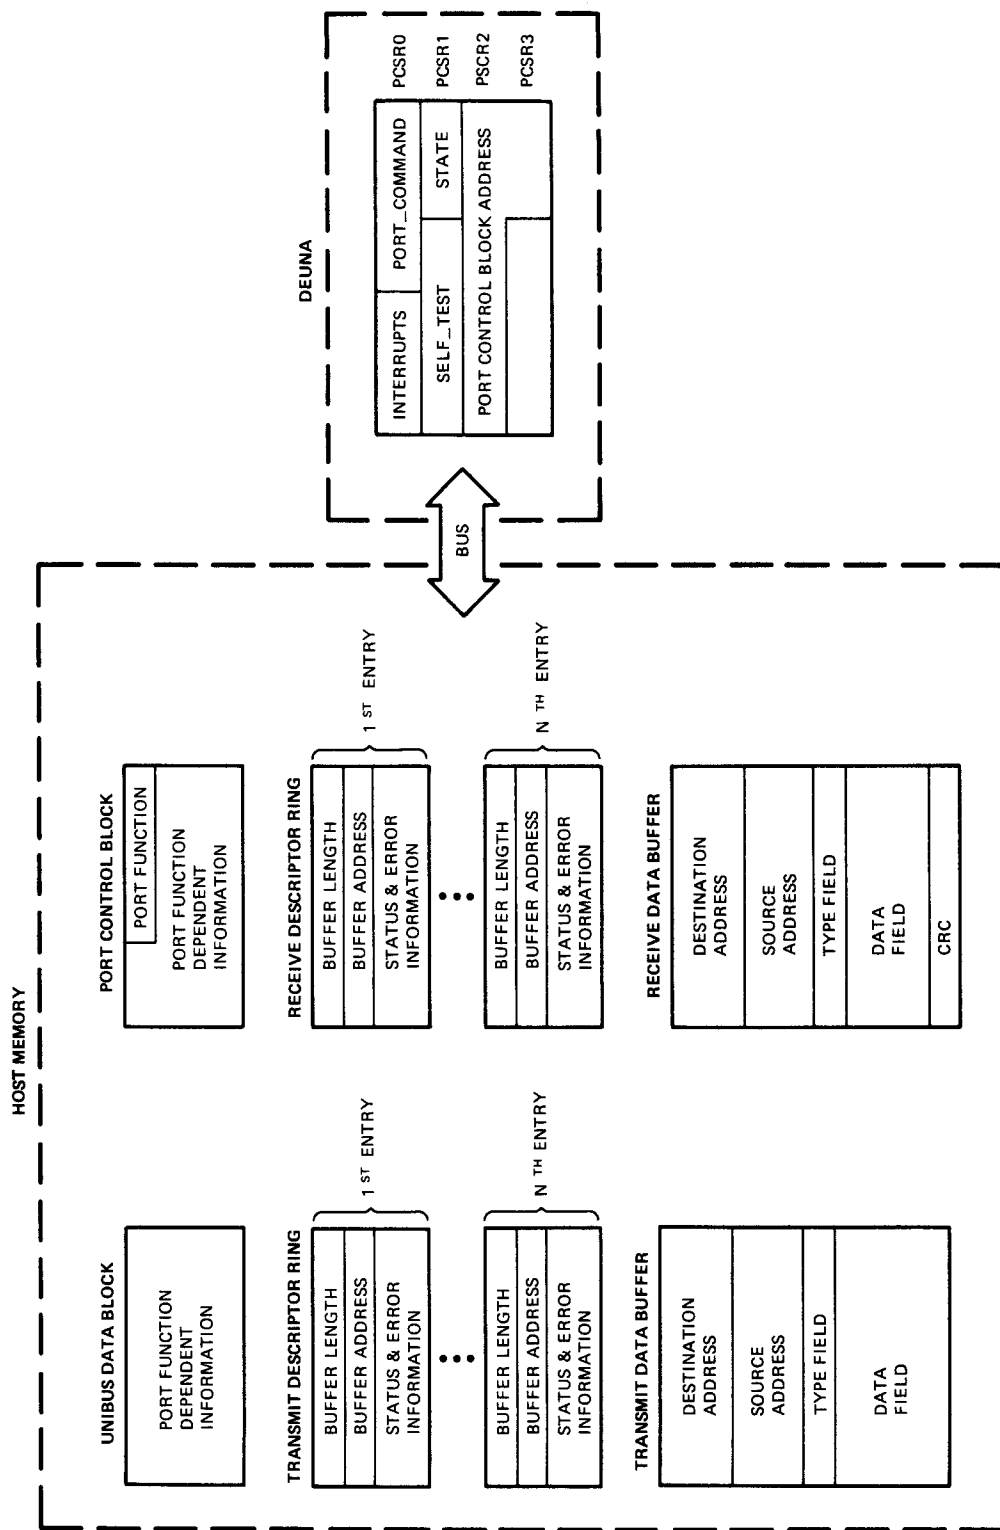 HOST MEMORY
UNIBUS DATA BLOCK
PORT FUNCTION
DEPENDENT
INFORMATION
TRANSMIT DESCRIPTOR RING
BUFFER LENGTH
BUFFER ADDRESS
STATUS & ERROR
INFORMATION
1 ST ENTRY
BUFFER LENGTH
BUFFER ADDRESS
STATUS & ERROR
INFORMATION
N TH ENTRY
TRANSMIT DATA BUFFER
DESTINATION
ADDRESS
SOURCE
ADDRESS
TYPE FIELD
DATA
FIELD
PORT CONTROL BLOCK
PORT FUNCTION
PORT FUNCTION
DEPENDENT
INFORMATION
RECEIVE DESCRIPTOR RING
BUFFER LENGTH
BUFFER ADDRESS
STATUS & ERROR
INFORMATION
1 ST ENTRY
BUFFER LENGTH
BUFFER ADDRESS
STATUS & ERROR
INFORMATION
N TH ENTRY
RECEIVE DATA BUFFER
DESTINATION
ADDRESS
SOURCE
ADDRESS
TYPE FIELD
DATA
FIELD
CRC
BUS
DEUNA
INTERRUPTS PORT_COMMAND PCSR0
SELF_TEST STATE PCSR1
PORT CONTROL BLOCK ADDRESS PSCR2
PCSR3